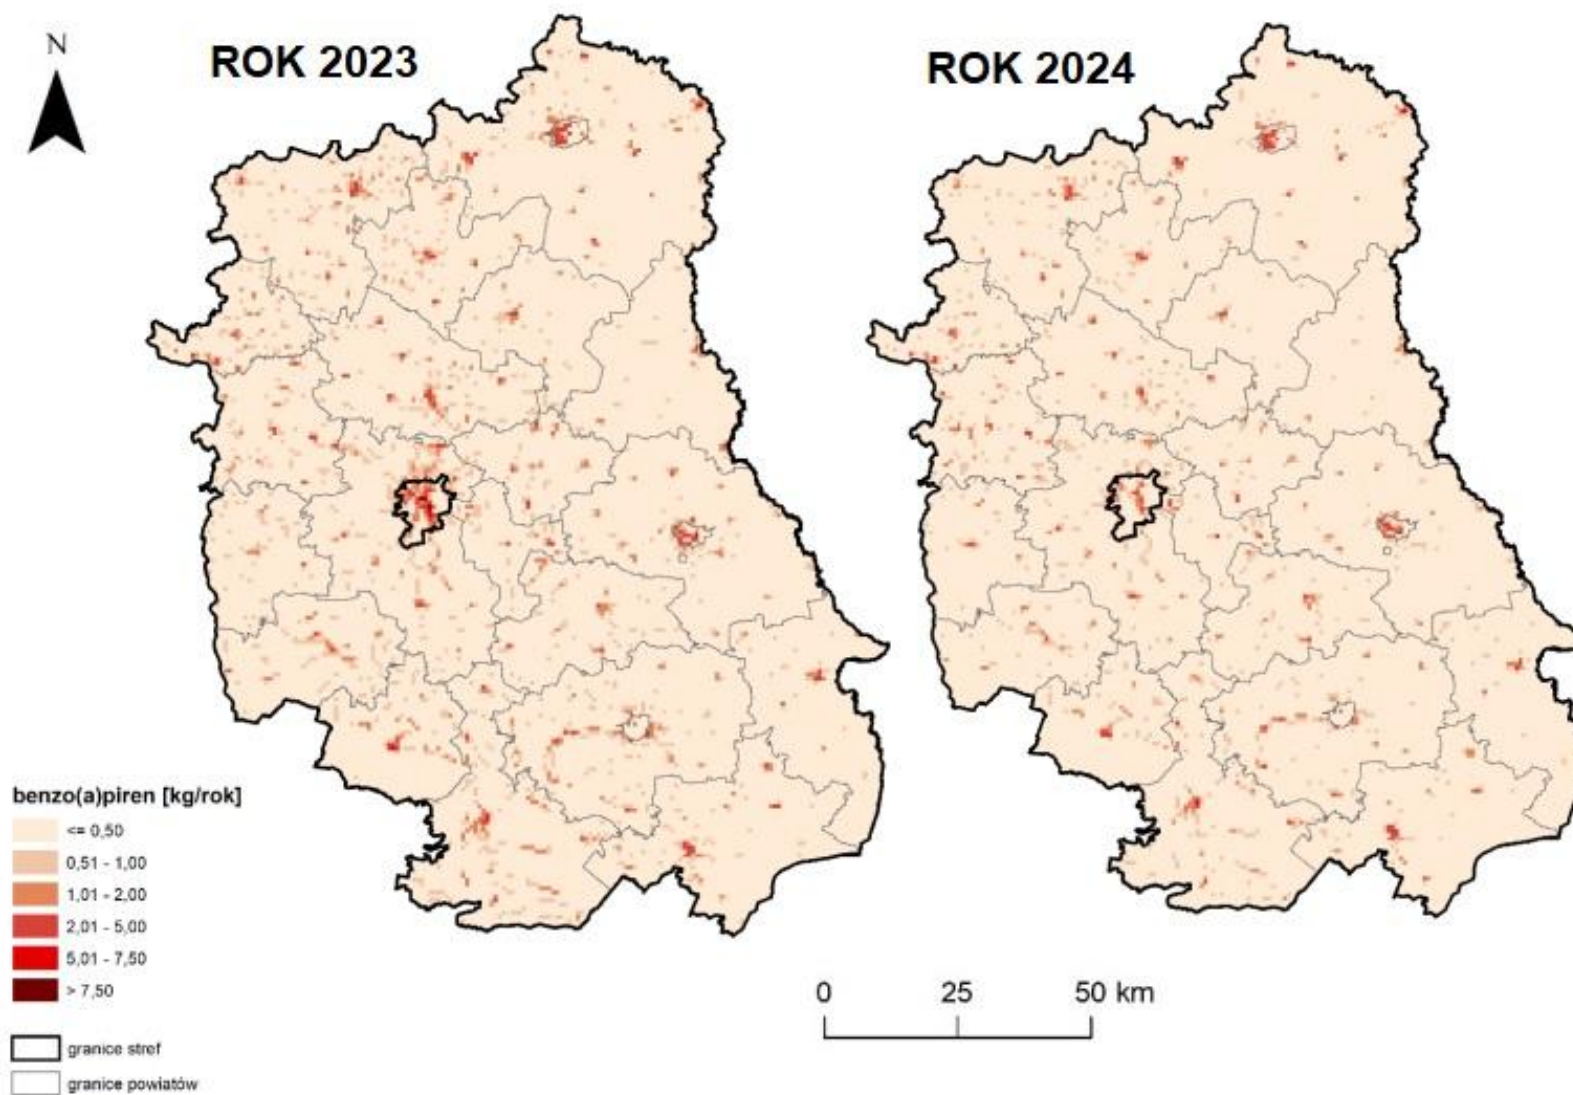 N
ROK 2023
ROK 2024
benzo(a)piren [kg/rok]
<= 0,50
0,51 - 1,00
1,01 - 2,00
2,01 - 5,00
5,01 - 7,50
> 7,50
granice stref
granice powiatów
0 25 50 km